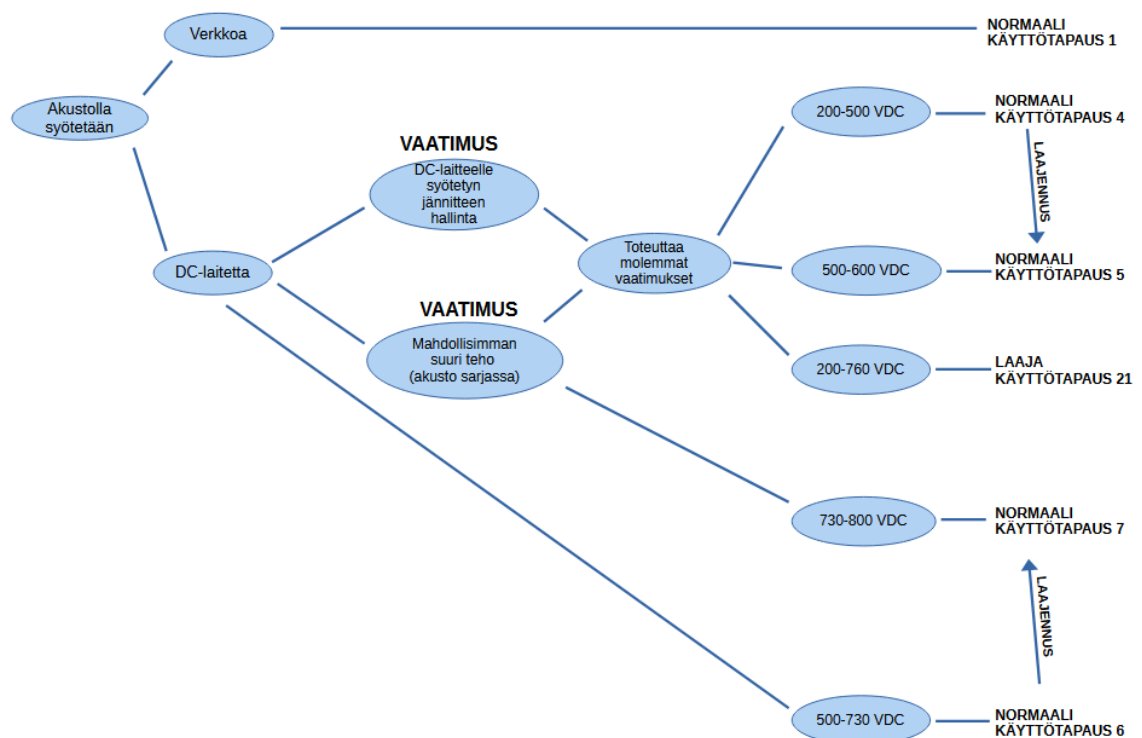 Verkkoa
NORMAALI
KÄYTTÖTAPAUS 1
Akustolla
syötetään
200-500 VDC
NORMAALI
KÄYTTÖTAPAUS 4
VAATIMUS
DC-laitteelle
syötetyn
jännitteen
hallinta
LAAJENNUS
Toteuttaa
molemmat
vaatimukset
DC-laitetta
500-600 VDC
NORMAALI
KÄYTTÖTAPAUS 5
VAATIMUS
Mahdollisimman
suuri teho
(akusto sarjassa)
200-760 VDC
LAAJA
KÄYTTÖTAPAUS 21
730-800 VDC
NORMAALI
KÄYTTÖTAPAUS 7
LAAJENNUS
500-730 VDC
NORMAALI
KÄYTTÖTAPAUS 6